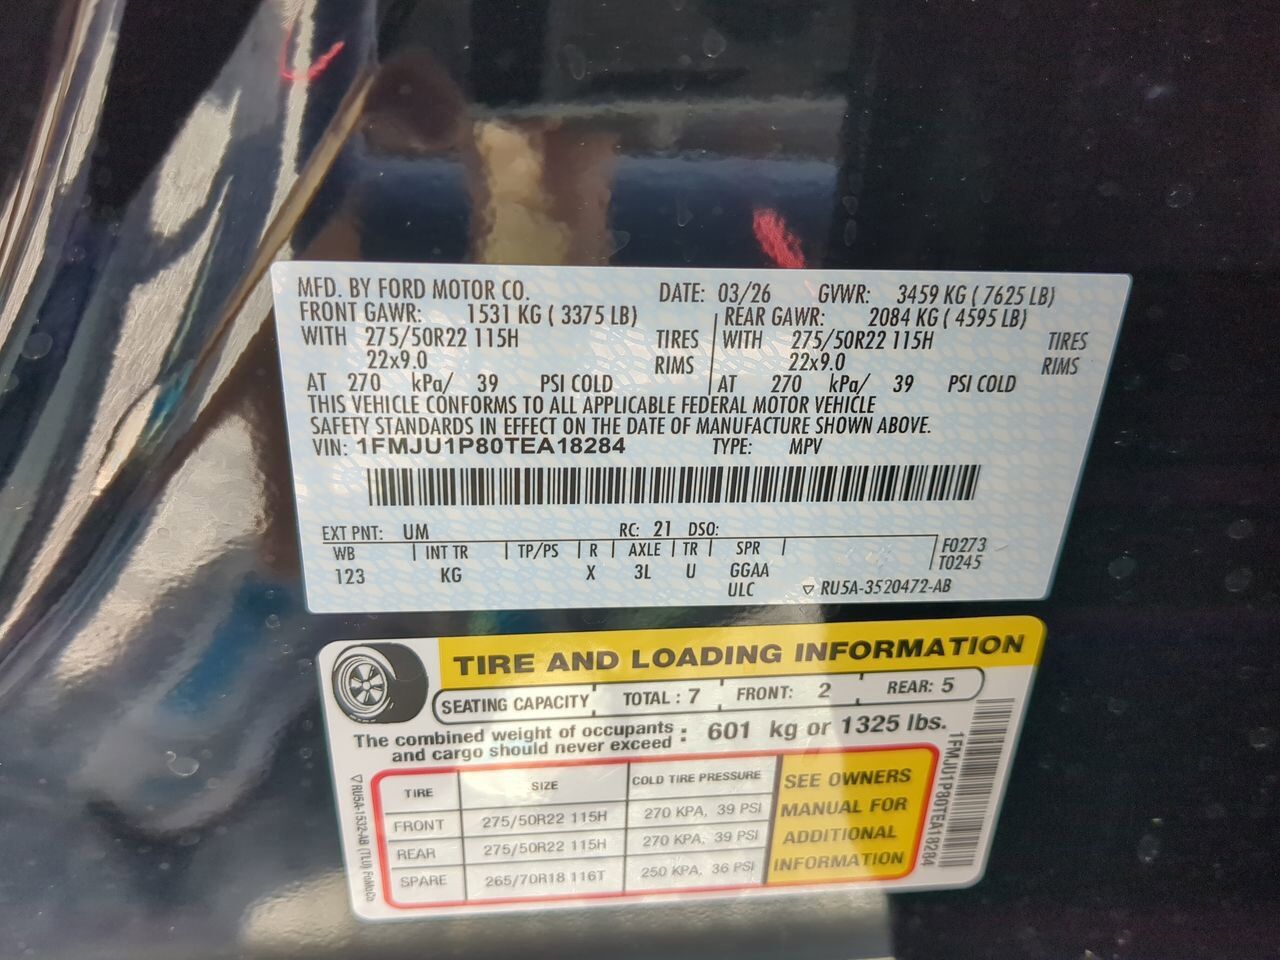 MFD. BY FORD MOTOR CO. DATE: 03/26 GVWR: 3459 KG ( 7625 LB)
FRONT GAWR: 1531 KG ( 3375 LB) REAR GAWR: 2084 KG ( 4595 LB)
WITH 275/50R22 115H TIRES WITH 275/50R22 115H TIRES
22x9.0 RIMS 22x9.0 RIMS
AT 270 kPa/ 39 PSI COLD AT 270 kPa/ 39 PSI COLD
THIS VEHICLE CONFORMS TO ALL APPLICABLE FEDERAL MOTOR VEHICLE
SAFETY STANDARDS IN EFFECT ON THE DATE OF MANUFACTURE SHOWN ABOVE.
VIN: 1FMJU1P80TEA18284 TYPE: MPV
EXT PNT: UM RC: 21 DSO:
WB INT TR TP/PS R AXLE TR SPR F0273
123 KG X 3L U GGAA T0245
ULC RU5A-3520472-AB
TIRE AND LOADING INFORMATION
SEATING CAPACITY TOTAL : 7 FRONT: 2 REAR: 5
The combined weight of occupants and cargo should never exceed : 601 kg or 1325 lbs.
TIRE SIZE COLD TIRE PRESSURE
FRONT 275/50R22 115H 270 KPA, 39 PSI
REAR 275/50R22 115H 270 KPA, 39 PSI
SPARE 265/70R18 116T 250 KPA, 36 PSI
SEE OWNERS
MANUAL FOR
ADDITIONAL
INFORMATION
1FMJU1P80TEA18284
RU5A-1532-AB (TLU) FoMoCo